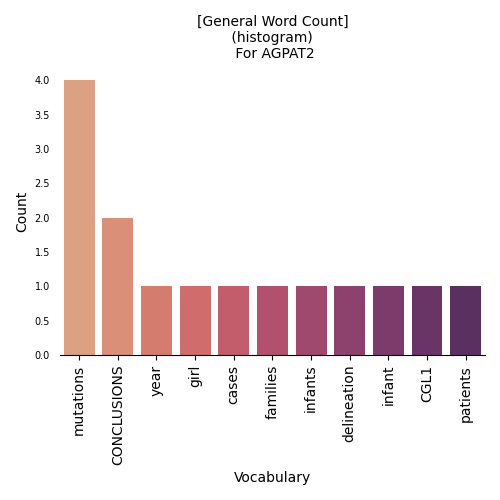 [General Word Count]
(histogram)
For AGPAT2
Count
4.0
3.5
3.0
2.5
2.0
1.5
1.0
0.5
0.0
mutations
CONCLUSIONS
year
girl
cases
families
infants
delineation
infant
CGL1
patients
Vocabulary